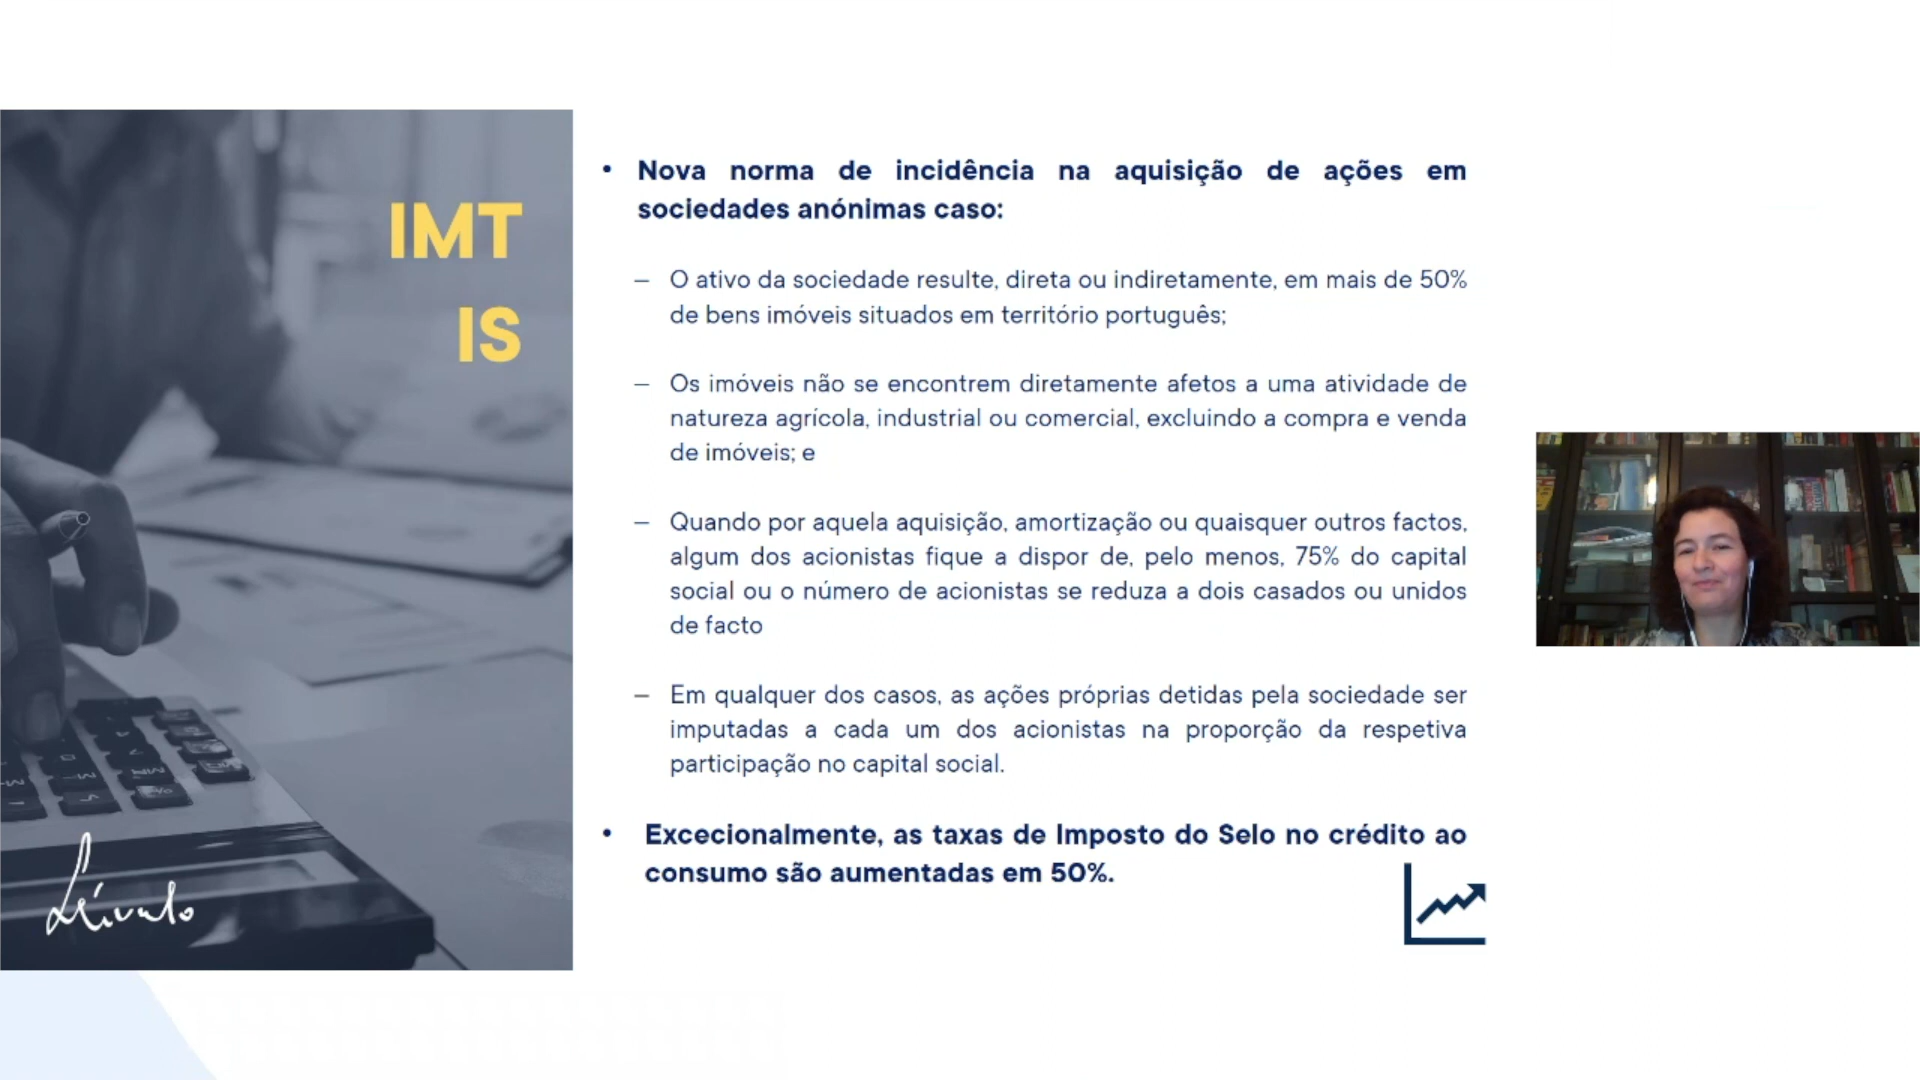 IMT
IS
• Nova norma de incidência na aquisição de ações em
sociedades anónimas caso:
– O ativo da sociedade resulte, direta ou indiretamente, em mais de 50%
de bens imóveis situados em território português;
– Os imóveis não se encontrem diretamente afetos a uma atividade de
natureza agrícola, industrial ou comercial, excluindo a compra e venda
de imóveis; e
– Quando por aquela aquisição, amortização ou quaisquer outros factos,
algum dos acionistas fique a dispor de, pelo menos, 75% do capital
social ou o número de acionistas se reduza a dois casados ou unidos
de facto
– Em qualquer dos casos, as ações próprias detidas pela sociedade ser
imputadas a cada um dos acionistas na proporção da respetiva
participação no capital social.
• Excecionalmente, as taxas de Imposto do Selo no crédito ao
consumo são aumentadas em 50%.